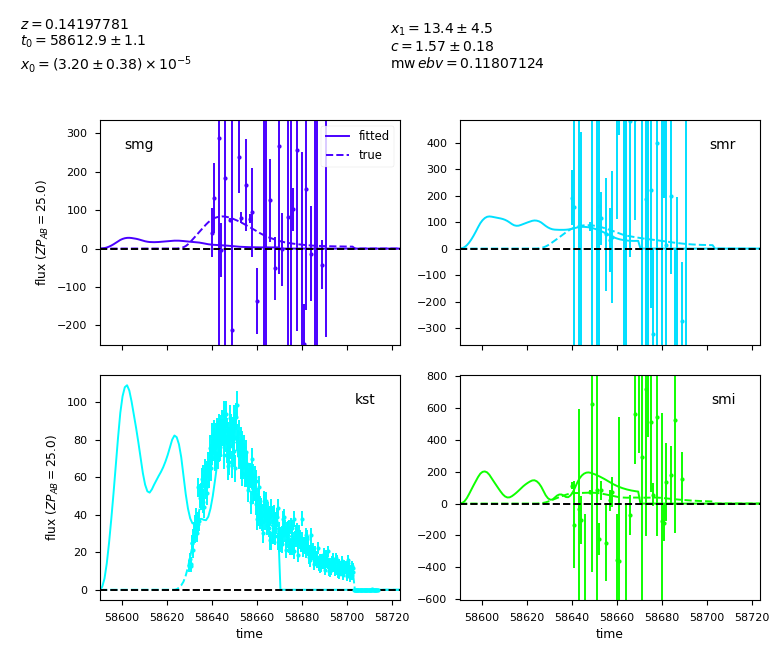 z = 0.14197781
t0 = 58612.9 ± 1.1
x0 = (3.20 ± 0.38) × 10^-5
x1 = 13.4 ± 4.5
c = 1.57 ± 0.18
mw ebv = 0.11807124
smg
fitted
true
300
200
100
0
−100
−200
flux (ZP_AB = 25.0)
smr
400
300
200
100
0
−100
−200
−300
kst
100
80
60
40
20
0
flux (ZP_AB = 25.0)
58600 58620 58640 58660 58680 58700 58720
time
smi
800
600
400
200
0
−200
−400
−600
58600 58620 58640 58660 58680 58700 58720
time